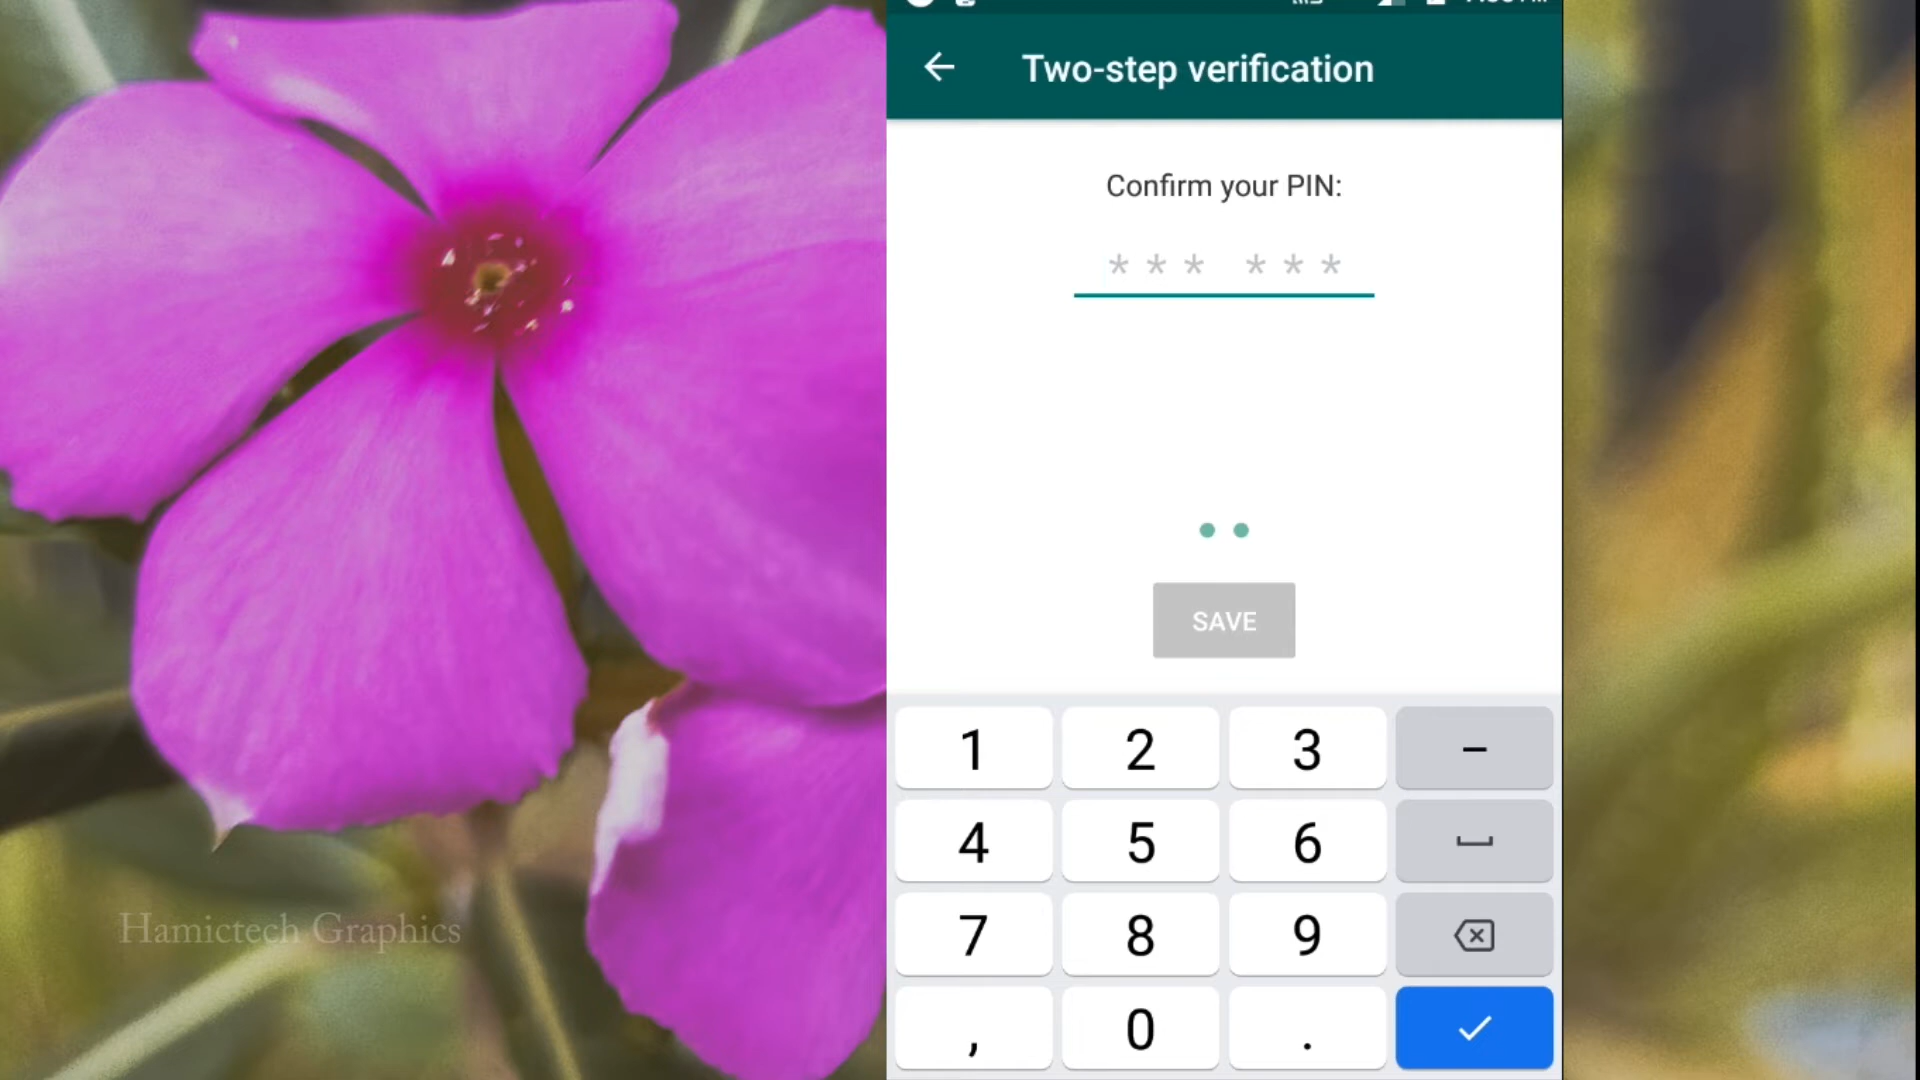 Two-step verification
Confirm your PIN:
*** ***
SAVE
1 2 3 –
4 5 6
7 8 9
, 0 .
Hamictech Graphics